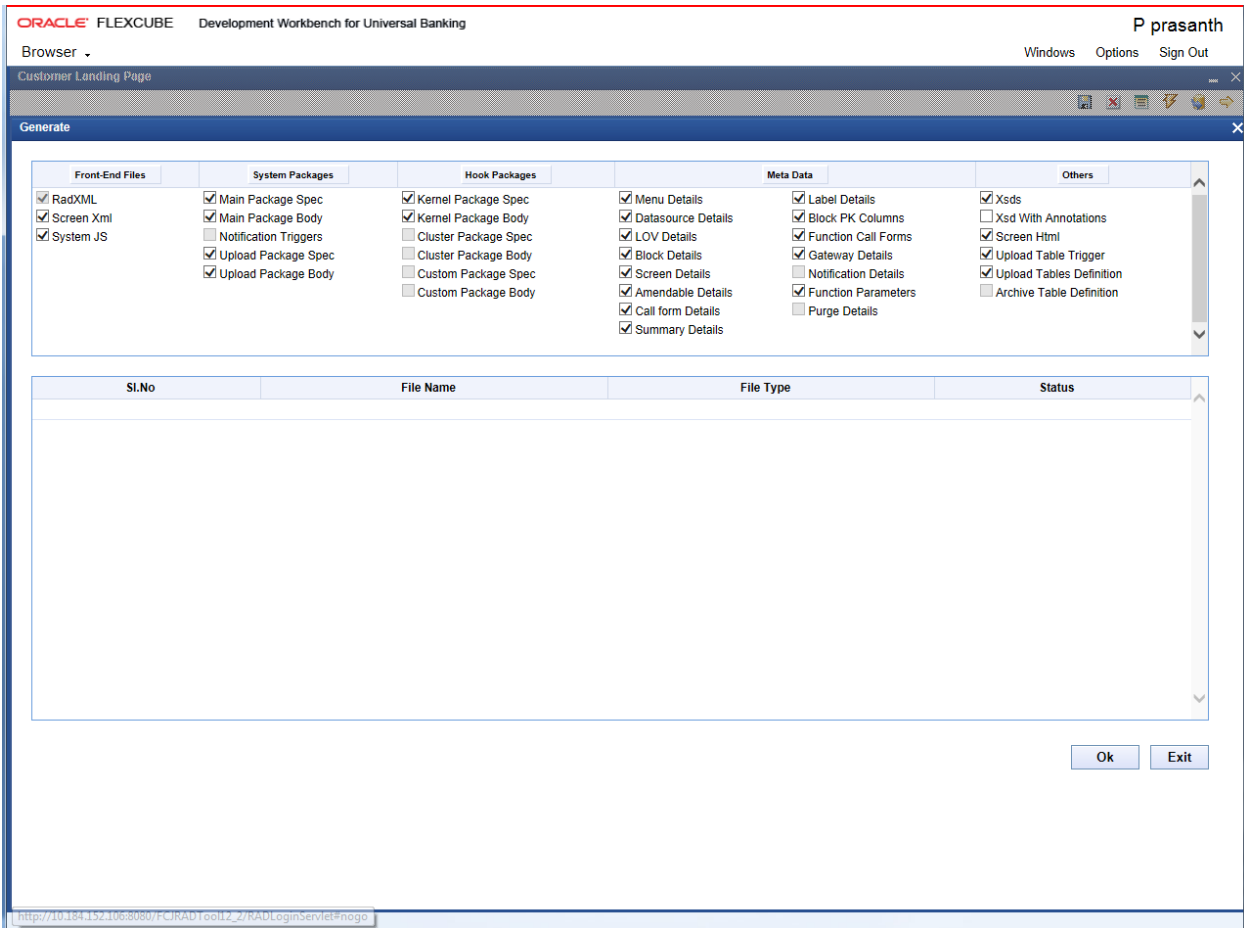 ORACLE' FLEXCUBE Development Workbench for Universal Banking
P prasanth
Browser
Windows Options Sign Out
Customer Landing Page
Generate
Front-End Files System Packages Hook Packages Meta Data Others
RadXML Main Package Spec Kernel Package Spec Menu Details Label Details Xsds
Screen Xml Main Package Body Kernel Package Body Datasource Details Block PK Columns Xsd With Annotations
System JS Notification Triggers Cluster Package Spec LOV Details Function Call Forms Screen Html
Upload Package Spec Cluster Package Body Block Details Gateway Details Upload Table Trigger
Upload Package Body Custom Package Spec Screen Details Notification Details Upload Tables Definition
Custom Package Body Amendable Details Function Parameters Archive Table Definition
Call form Details Purge Details
Summary Details
Sl.No File Name File Type Status
Ok Exit
http://10.184.152.106:8080/FCJRADTool12_2/RADLoginServlet#nogo